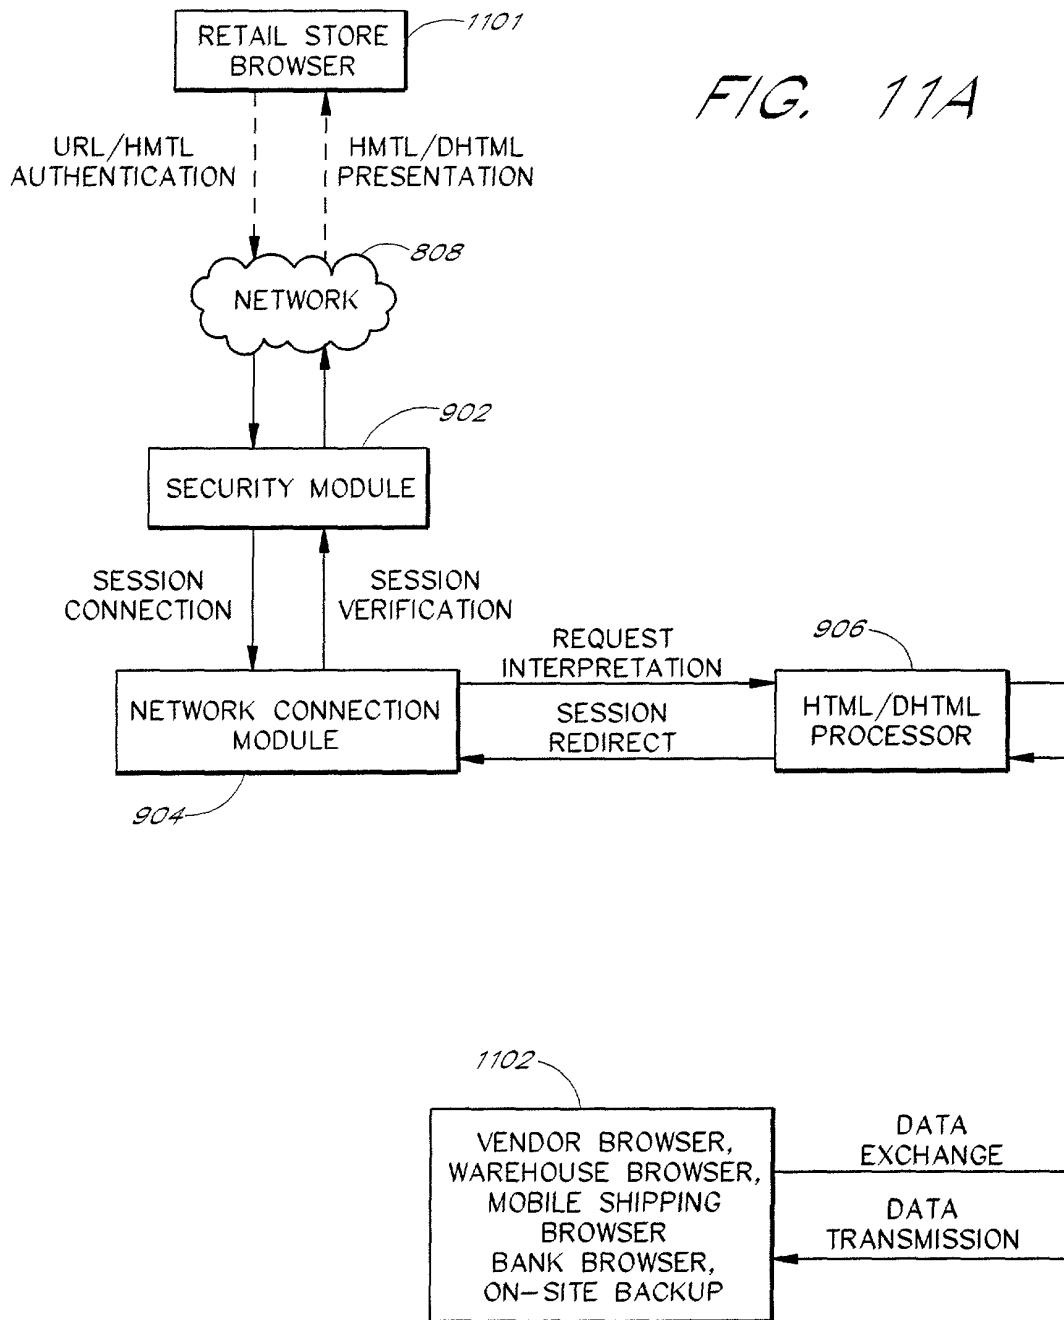 1101
RETAIL STORE
BROWSER
FIG. 11A
URL/HMTL
AUTHENTICATION
HMTL/DHTML
PRESENTATION
808
NETWORK
902
SECURITY MODULE
SESSION
CONNECTION
SESSION
VERIFICATION
906
REQUEST
INTERPRETATION
NETWORK CONNECTION
MODULE
SESSION
REDIRECT
HTML/DHTML
PROCESSOR
904
1102
VENDOR BROWSER,
WAREHOUSE BROWSER,
MOBILE SHIPPING
BROWSER
BANK BROWSER,
ON-SITE BACKUP
DATA
EXCHANGE
DATA
TRANSMISSION